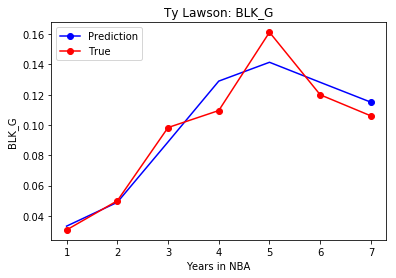 Ty Lawson: BLK_G
Prediction
True
BLK_G
0.16
0.14
0.12
0.10
0.08
0.06
0.04
1 2 3 4 5 6 7
Years in NBA